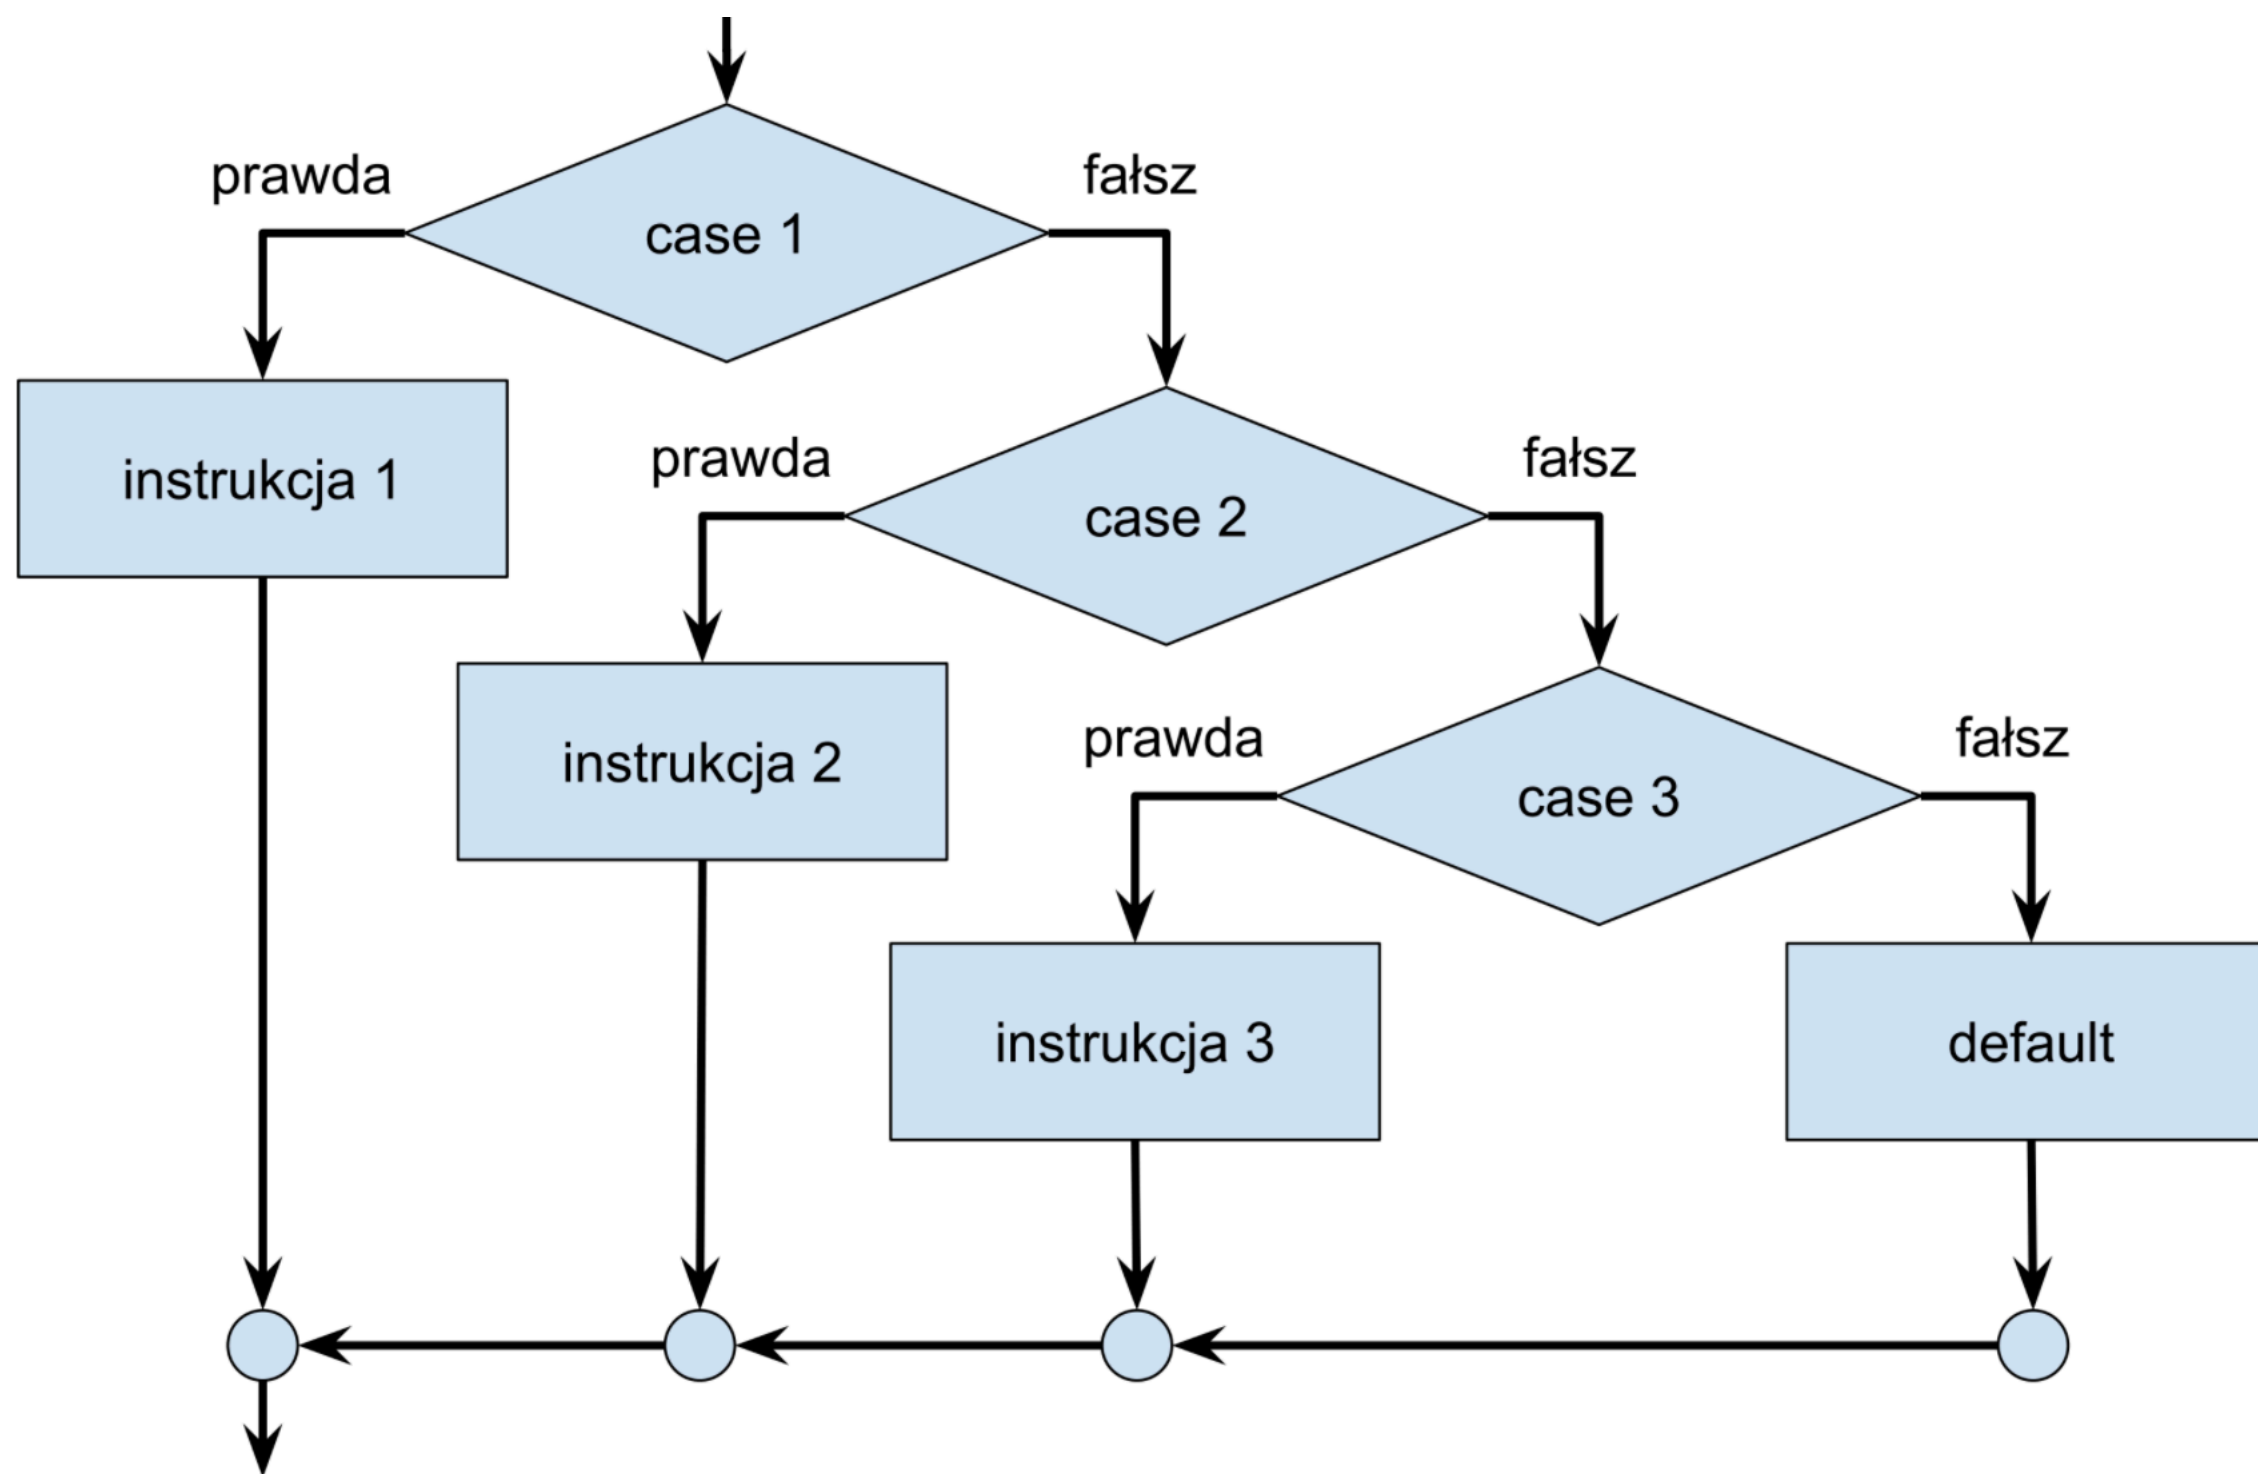 prawda
fałsz
case 1
instrukcja 1
prawda
fałsz
case 2
instrukcja 2
prawda
fałsz
case 3
instrukcja 3
default